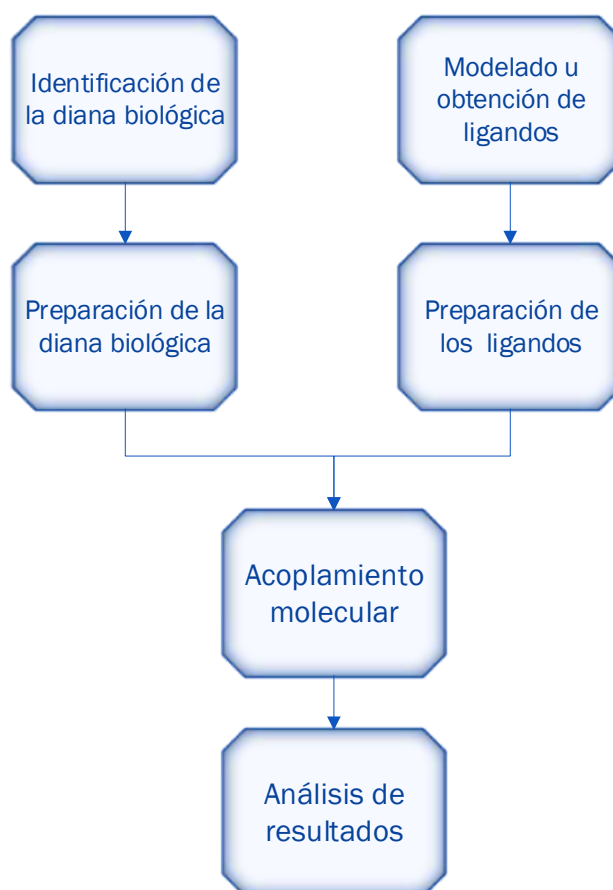 Identificación de
la diana biológica
Modelado u
obtención de
ligandos
Preparación de la
diana biológica
Preparación de
los ligandos
Acoplamiento
molecular
Análisis de
resultados